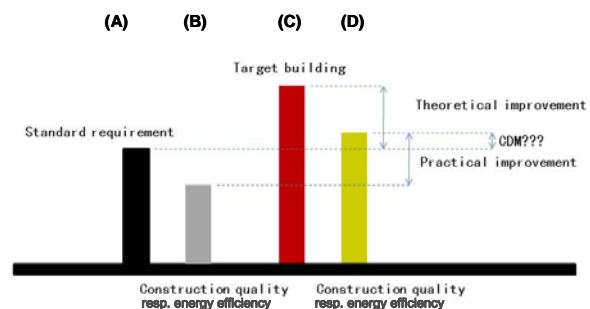 (A) (B) (C) (D)
Target building
Theoretical improvement
Standard requirement
CDM???
Practical improvement
Construction quality Construction quality
resp. energy efficiency resp. energy efficiency